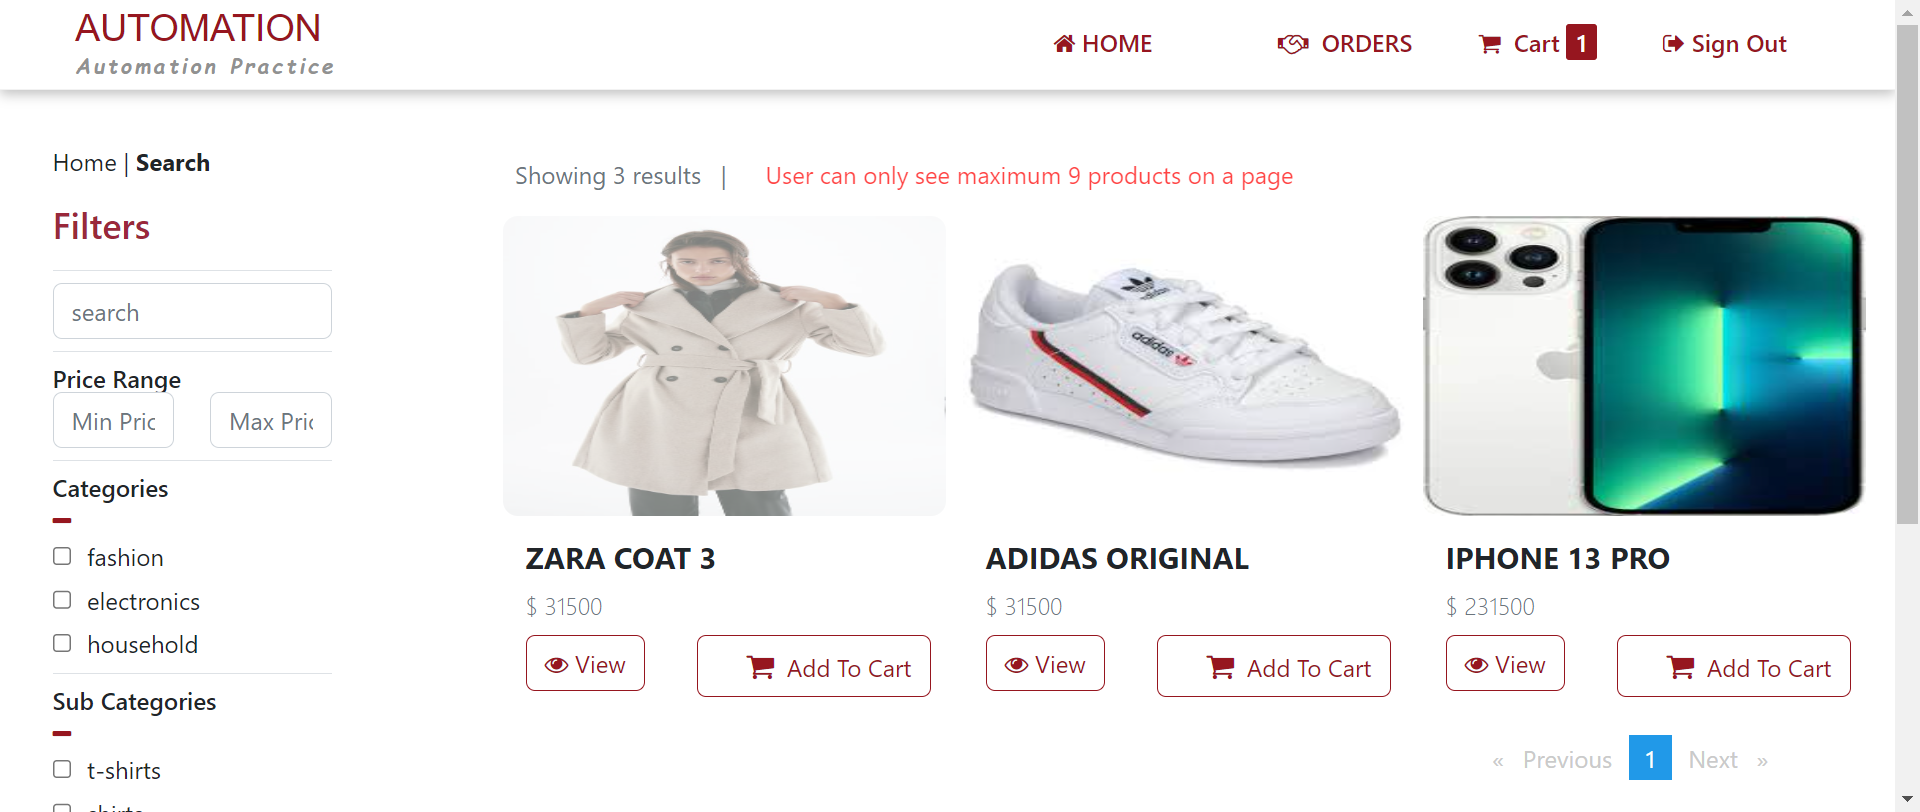 AUTOMATION
Automation Practice
HOME
ORDERS
Cart 1
Sign Out
Home | Search
Filters
search
Price Range
Min Pric
Max Pric
Categories
fashion
electronics
household
Sub Categories
t-shirts
shirts
Showing 3 results |
User can only see maximum 9 products on a page
adidas
adidas
ZARA COAT 3
$ 31500
View
Add To Cart
ADIDAS ORIGINAL
$ 31500
View
Add To Cart
IPHONE 13 PRO
$ 231500
View
Add To Cart
« Previous 1 Next »